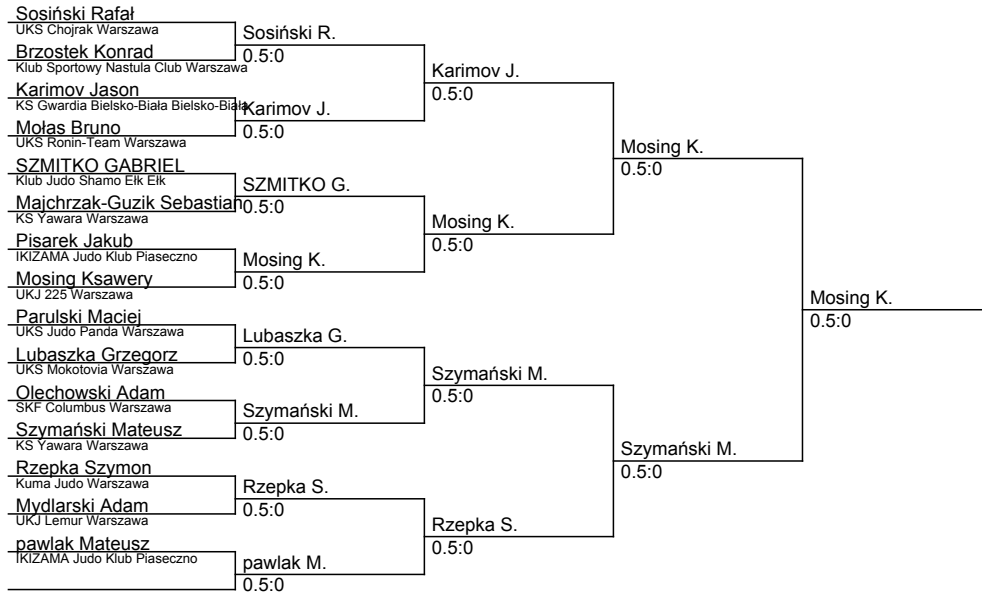 Sosiński Rafał
UKS Chojrak Warszawa
Brzostek Konrad
Klub Sportowy Nastula Club Warszawa
Karimov Jason
KS Gwardia Bielsko-Biała Bielsko-Biała
Mołas Bruno
UKS Ronin-Team Warszawa
SZMITKO GABRIEL
Klub Judo Shamo Ełk Ełk
Majchrzak-Guzik Sebastian
KS Yawara Warszawa
Pisarek Jakub
IKIZAMA Judo Klub Piaseczno
Mosing Ksawery
UKJ 225 Warszawa
Parulski Maciej
UKS Judo Panda Warszawa
Lubaszka Grzegorz
UKS Mokotovia Warszawa
Olechowski Adam
SKF Columbus Warszawa
Szymański Mateusz
KS Yawara Warszawa
Rzepka Szymon
Kuma Judo Warszawa
Mydlarski Adam
UKJ Lemur Warszawa
pawlak Mateusz
IKIZAMA Judo Klub Piaseczno
Sosiński R.
0.5:0
Karimov J.
0.5:0
SZMITKO G.
0.5:0
Mosing K.
0.5:0
Lubaszka G.
0.5:0
Szymański M.
0.5:0
Rzepka S.
0.5:0
pawlak M.
0.5:0
Karimov J.
0.5:0
Mosing K.
0.5:0
Szymański M.
0.5:0
Rzepka S.
0.5:0
Mosing K.
0.5:0
Szymański M.
0.5:0
Mosing K.
0.5:0